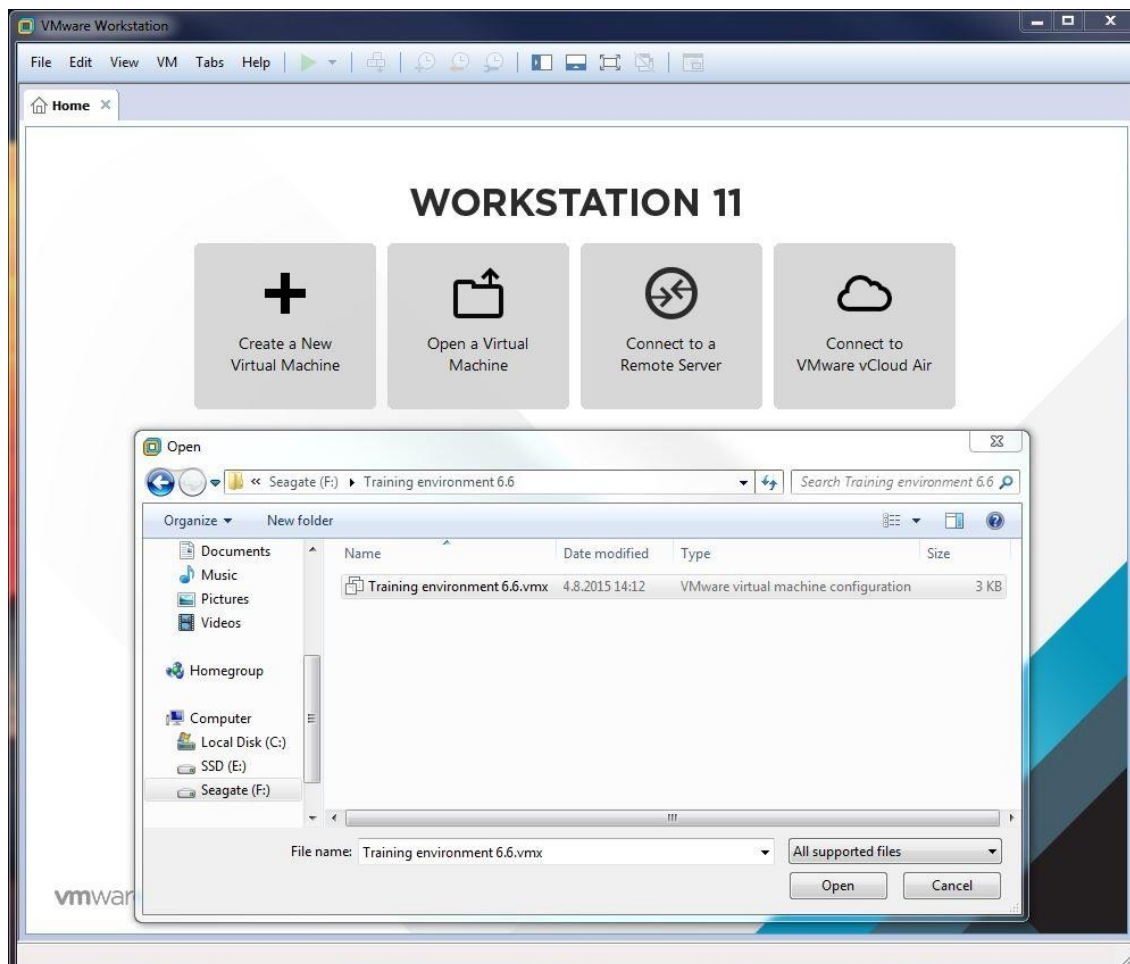 VMware Workstation
File Edit View VM Tabs Help
Home
WORKSTATION 11
Create a New
Virtual Machine
Open a Virtual
Machine
Connect to a
Remote Server
Connect to
VMware vCloud Air
Open
« Seagate (F:) Training environment 6.6
Search Training environment 6.6
Organize New folder
Documents
Music
Pictures
Videos
Homegroup
Computer
Local Disk (C:)
SSD (E:)
Seagate (F:)
Name Date modified Type Size
Training environment 6.6.vmx 4.8.2015 14:12 VMware virtual machine configuration 3 KB
File name: Training environment 6.6.vmx All supported files
Open Cancel
vmwar